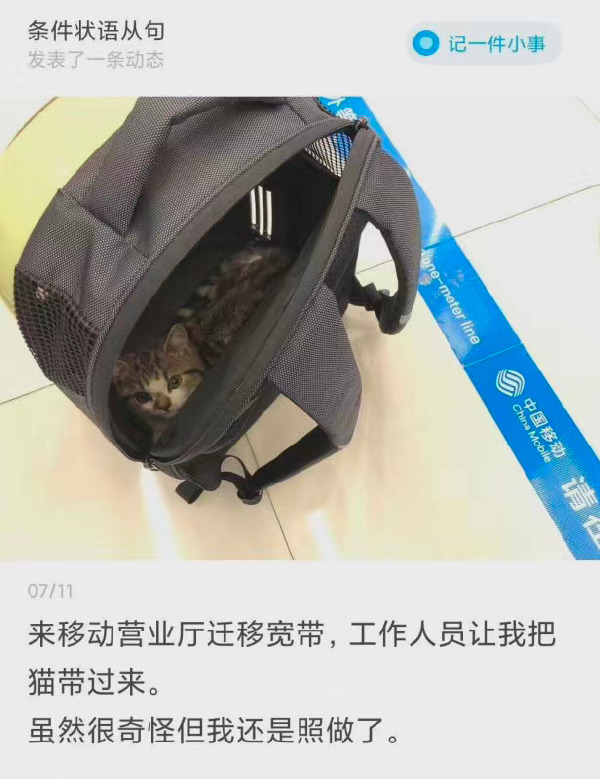 条件状语从句
发表了一条动态
记一件小事
one-meter line
中国移动
China Mobile
请在
07/11
来移动营业厅迁移宽带，工作人员让我把
猫带过来。
虽然很奇怪但我还是照做了。